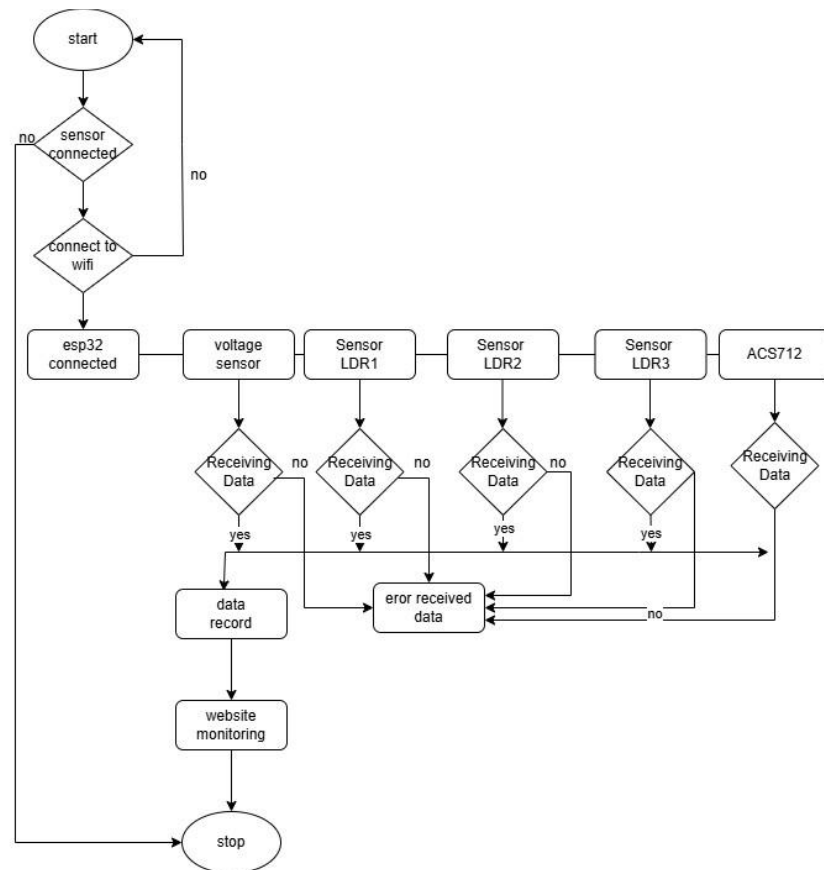 start
no
sensor
connected
no
connect to
wifi
esp32
connected
voltage
sensor
Sensor
LDR1
Sensor
LDR2
Sensor
LDR3
ACS712
Receiving
Data
no
Receiving
Data
no
Receiving
Data
no
Receiving
Data
Receiving
Data
yes
yes
yes
yes
data
record
eror received
data
no
website
monitoring
stop